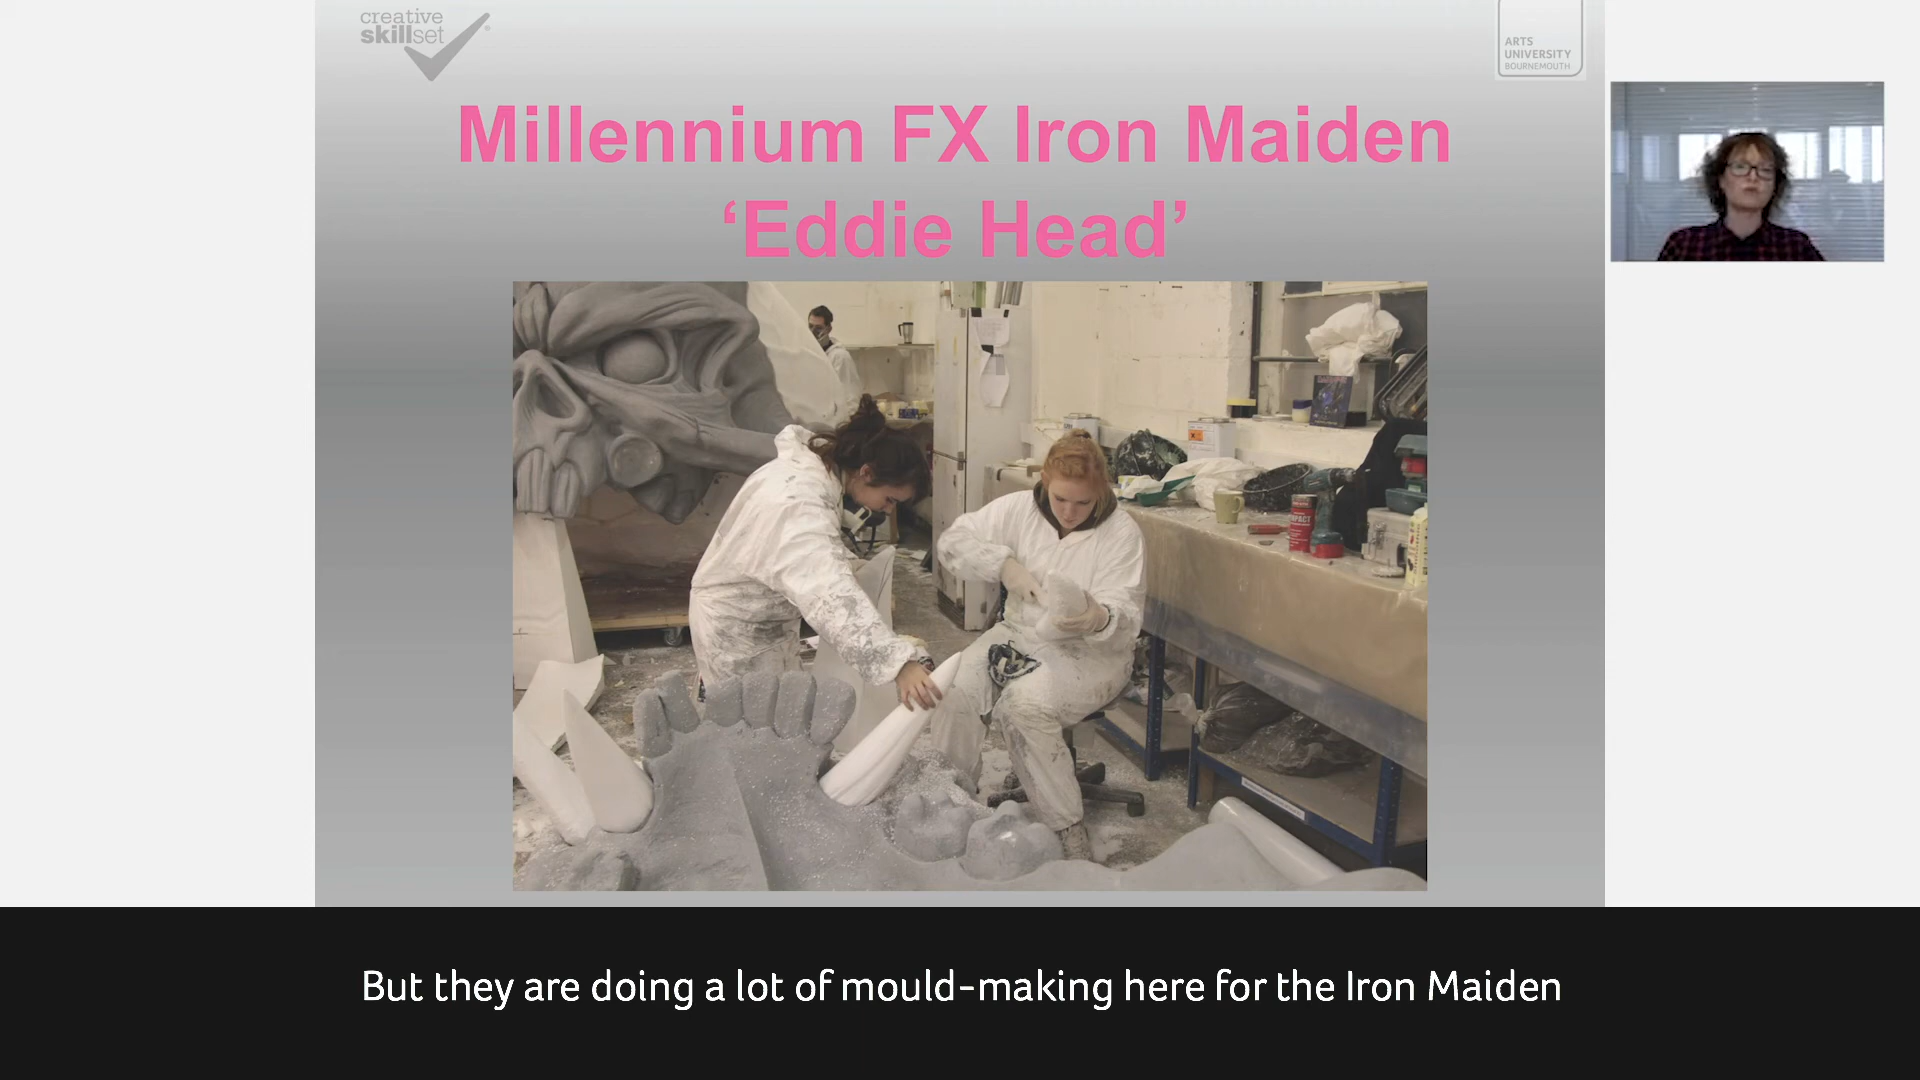 creative
skillset
ARTS
UNIVERSITY
BOURNEMOUTH
Millennium FX Iron Maiden
‘Eddie Head’
But they are doing a lot of mould-making here for the Iron Maiden